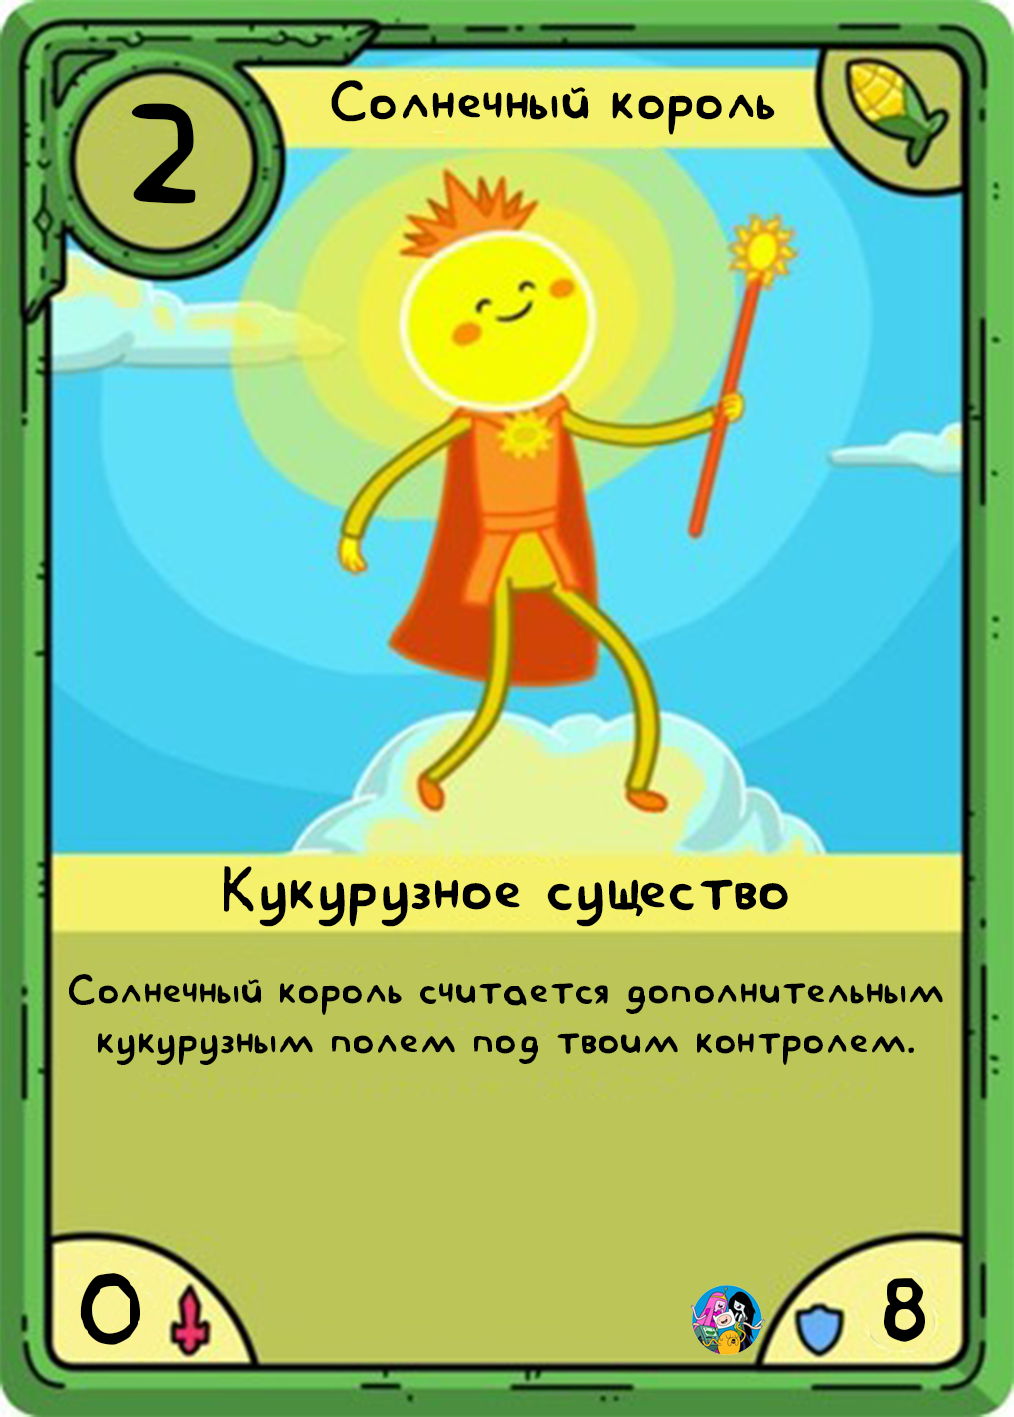 2
Солнечный король
Кукурузное существо
Солнечный король считается дополнительным
кукурузным полем под твоим контролем.
0
8